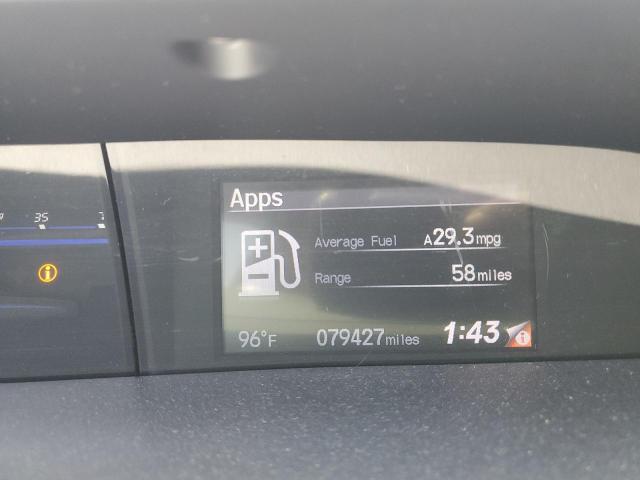 Apps
35
Average Fuel A29.3mpg
Range 58miles
96°F 079427miles 1:43